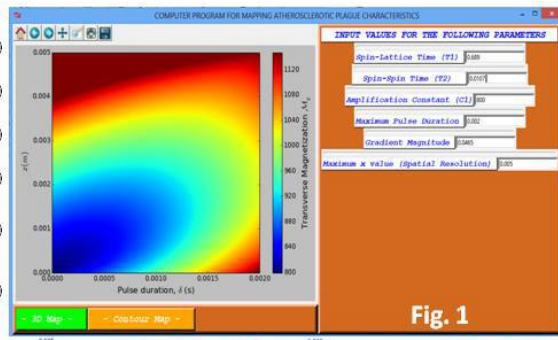 COMPUTER PROGRAM FOR MAPPING ATHEROSCLEROTIC PLAGUE CHARACTERISTICS
INPUT VALUES FOR THE FOLLOWING PARAMETERS
Spin-Lattice Time (T1)
Spin-Spin Time (T2) 0.0107
Amplification Constant (C1) 800
Maximum Pulse Duration 0.002
Gradient Magnitude 0.0465
Maximum x value (Spatial Resolution) 0.005
0.005
0.004
0.003
0.002
0.001
0.000
x(m)
0.0000 0.0005 0.0010 0.0015 0.0020
Pulse duration, δ (s)
1120
1080
1040
1000
960
920
880
840
800
Transverse Magnetization ,My
- 3D Map -
- Contour Map -
Fig. 1